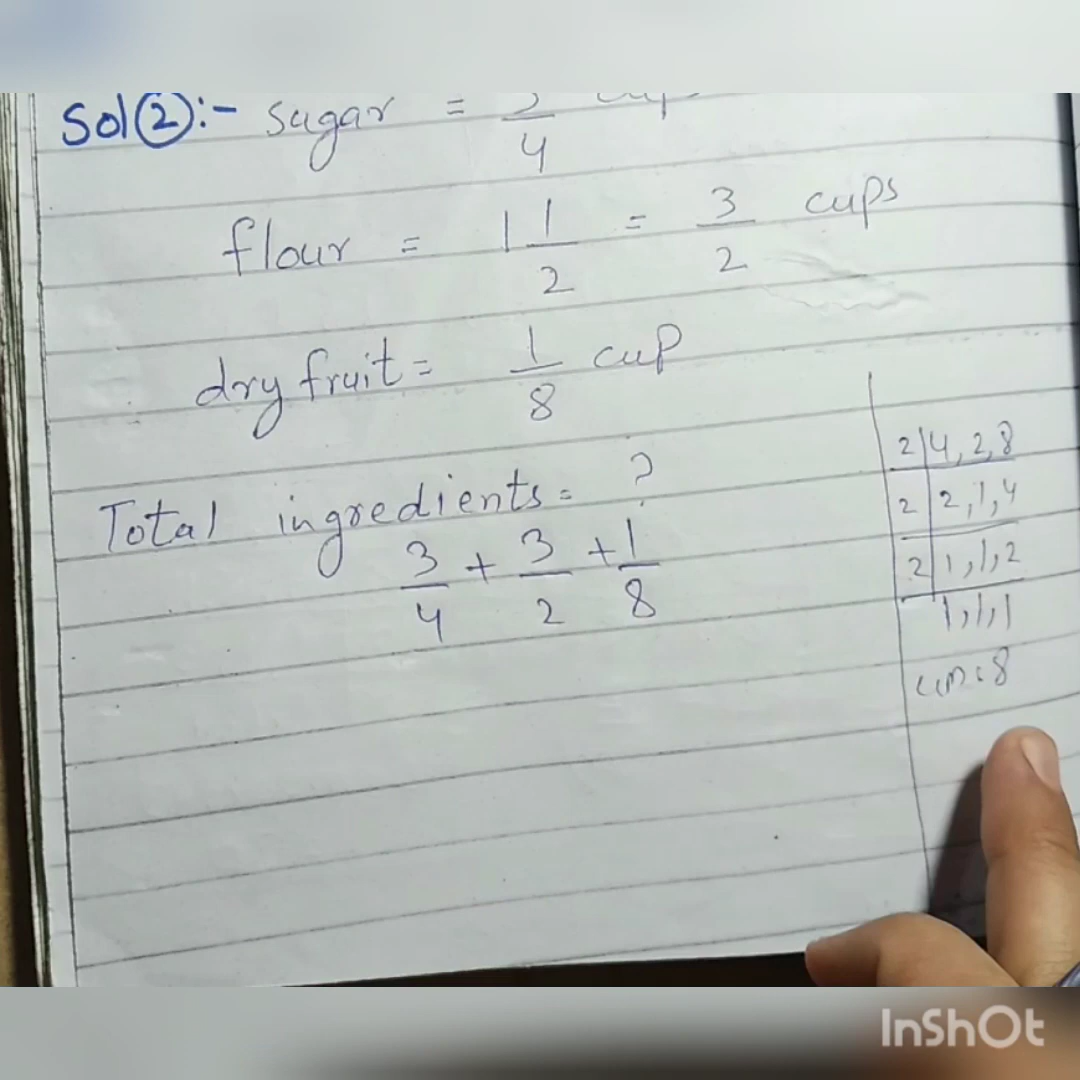 Sol ②:- sugar = 3/4 cup
flour = 1 1/2 = 3/2 cups
dry fruit = 1/8 cup
Total ingredients = ?
3/4 + 3/2 + 1/8
2|4,2,8
2|2,1,4
2|1,1,2
1,1,1
LCM = 8
InShOt